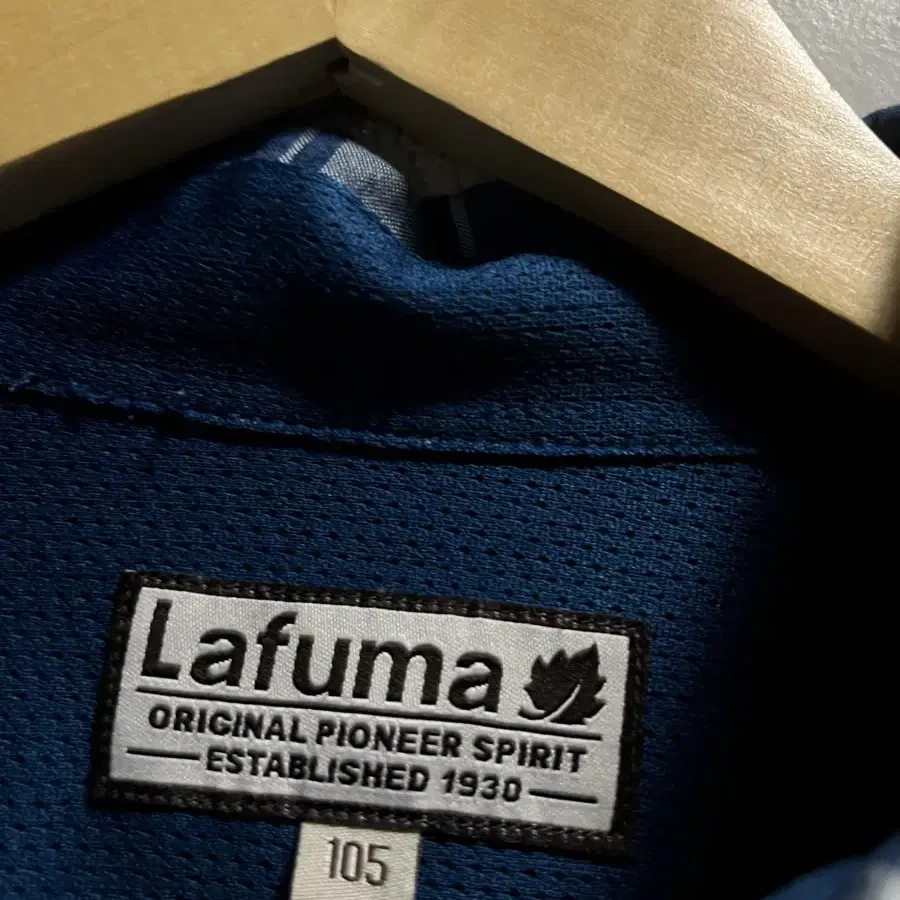 Lafuma
ORIGINAL PIONEER SPIRIT
ESTABLISHED 1930
105